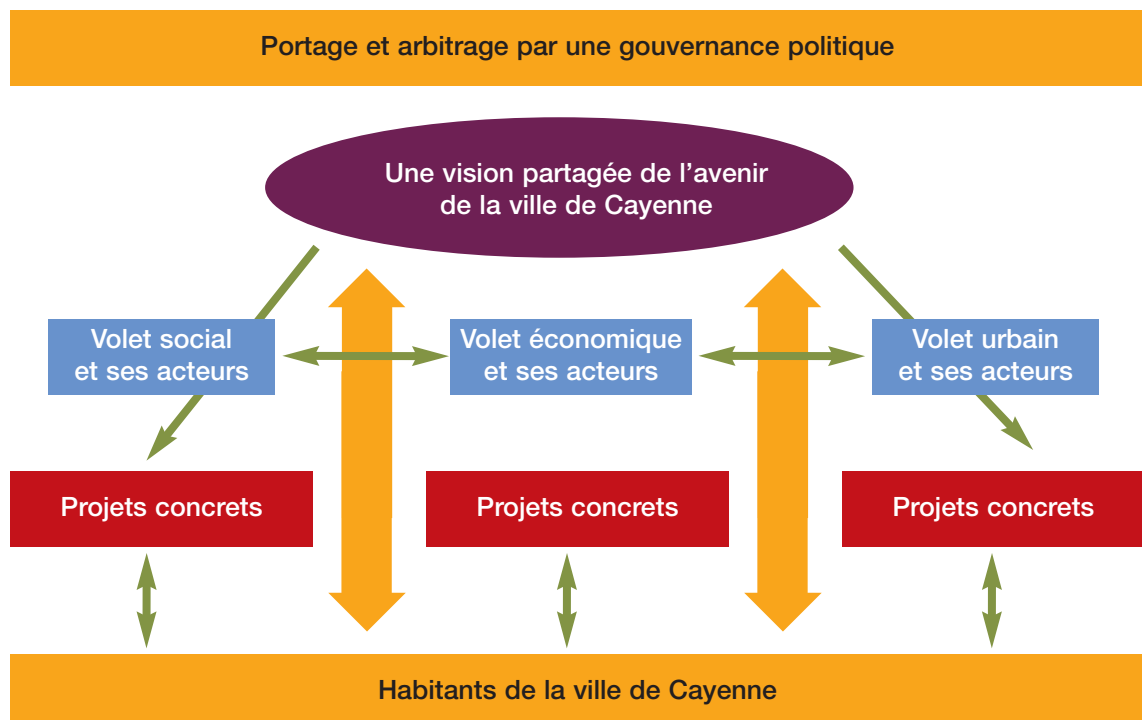 Portage et arbitrage par une gouvernance politique
Une vision partagée de l’avenir
de la ville de Cayenne
Volet social
et ses acteurs
Volet économique
et ses acteurs
Volet urbain
et ses acteurs
Projets concrets
Projets concrets
Projets concrets
Habitants de la ville de Cayenne